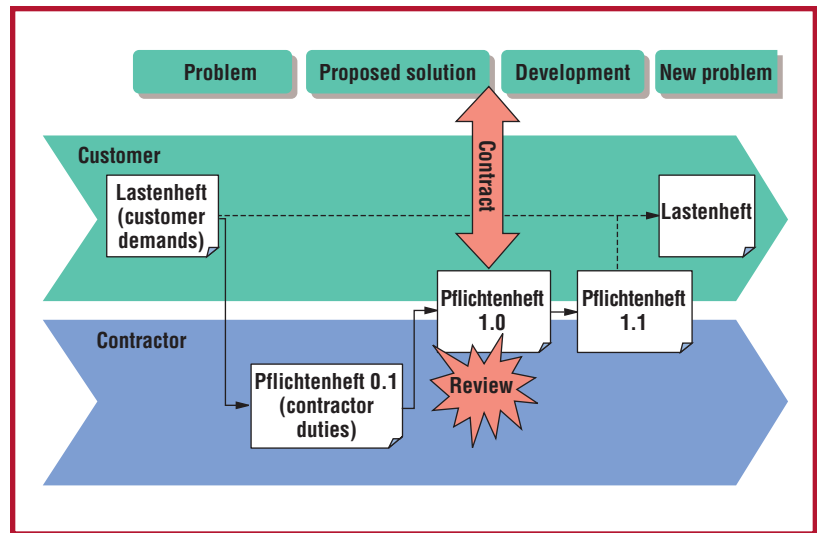 Problem
Proposed solution
Development
New problem
Contract
Customer
Lastenheft
(customer
demands)
Lastenheft
Pflichtenheft
1.0
Pflichtenheft
1.1
Contractor
Pflichtenheft 0.1
(contractor
duties)
Review